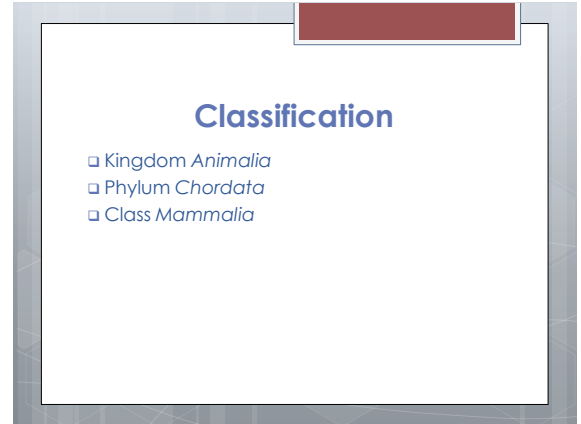 Classification
Kingdom Animalia
Phylum Chordata
Class Mammalia